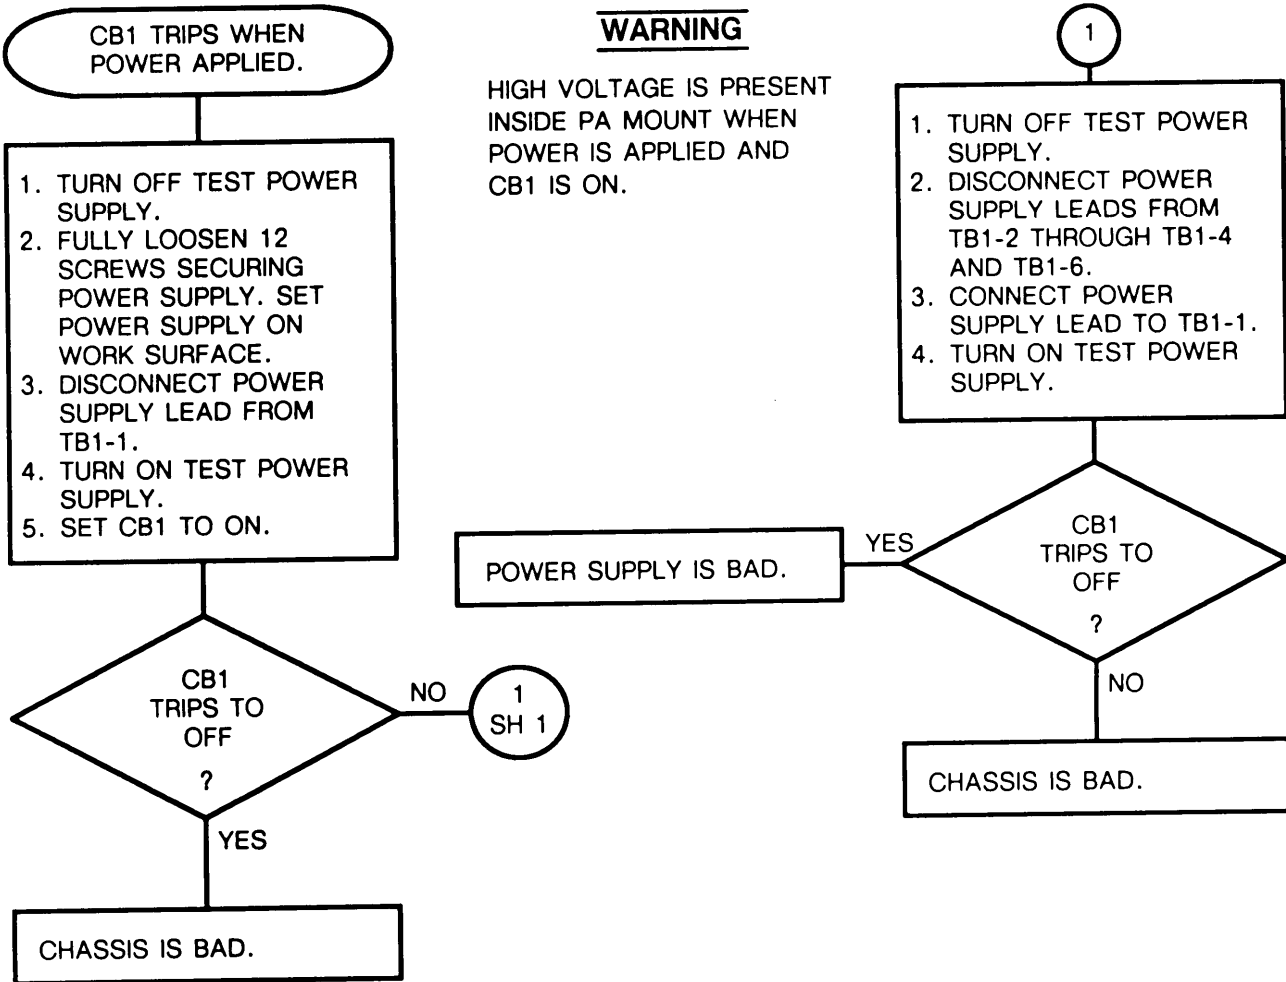 CB1 TRIPS WHEN
POWER APPLIED.
1. TURN OFF TEST POWER
SUPPLY.
2. FULLY LOOSEN 12
SCREWS SECURING
POWER SUPPLY. SET
POWER SUPPLY ON
WORK SURFACE.
3. DISCONNECT POWER
SUPPLY LEAD FROM
TB1-1.
4. TURN ON TEST POWER
SUPPLY.
5. SET CB1 TO ON.
CB1
TRIPS TO
OFF
?
NO
1
SH 1
YES
CHASSIS IS BAD.
WARNING
HIGH VOLTAGE IS PRESENT
INSIDE PA MOUNT WHEN
POWER IS APPLIED AND
CB1 IS ON.
1
1. TURN OFF TEST POWER
SUPPLY.
2. DISCONNECT POWER
SUPPLY LEADS FROM
TB1-2 THROUGH TB1-4
AND TB1-6.
3. CONNECT POWER
SUPPLY LEAD TO TB1-1.
4. TURN ON TEST POWER
SUPPLY.
CB1
TRIPS TO
OFF
?
YES
POWER SUPPLY IS BAD.
NO
CHASSIS IS BAD.